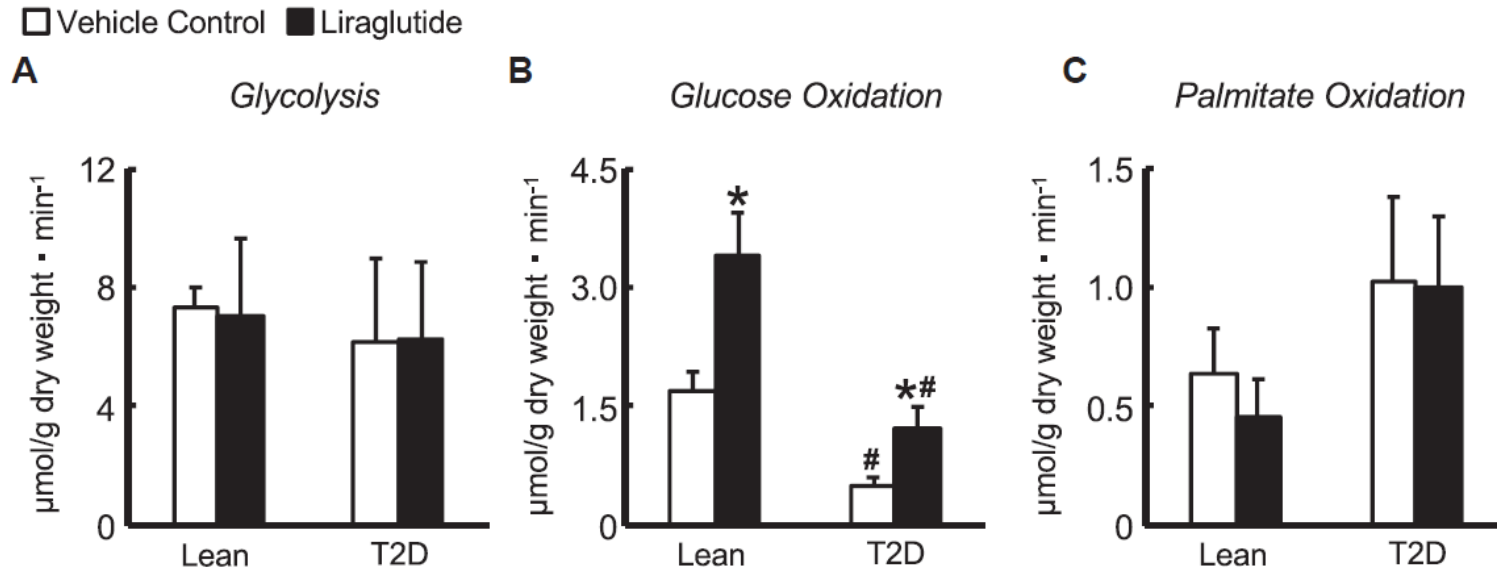 Vehicle Control Liraglutide
A
Glycolysis
μmol/g dry weight · min⁻¹
12
8
4
0
Lean T2D
B
Glucose Oxidation
μmol/g dry weight · min⁻¹
4.5
3.0
1.5
0
*
*#
#
Lean T2D
C
Palmitate Oxidation
μmol/g dry weight · min⁻¹
1.5
1.0
0.5
0
Lean T2D